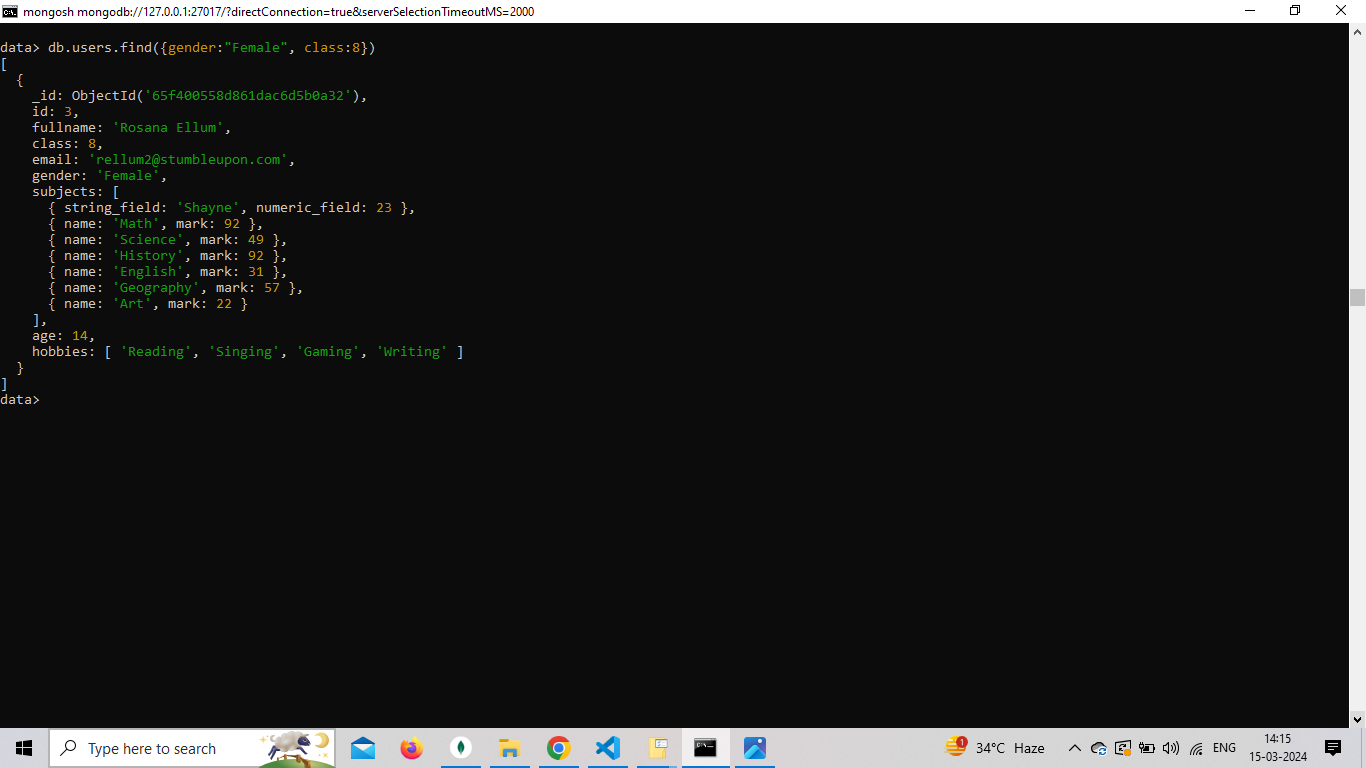 mongosh mongodb://127.0.0.1:27017/?directConnection=true&serverSelectionTimeoutMS=2000
data> db.users.find({gender:"Female", class:8})
[
  {
    _id: ObjectId('65f400558d861dac6d5b0a32'),
    id: 3,
    fullname: 'Rosana Ellum',
    class: 8,
    email: 'rellum2@stumbleupon.com',
    gender: 'Female',
    subjects: [
      { string_field: 'Shayne', numeric_field: 23 },
      { name: 'Math', mark: 92 },
      { name: 'Science', mark: 49 },
      { name: 'History', mark: 92 },
      { name: 'English', mark: 31 },
      { name: 'Geography', mark: 57 },
      { name: 'Art', mark: 22 }
    ],
    age: 14,
    hobbies: [ 'Reading', 'Singing', 'Gaming', 'Writing' ]
  }
]
data>
Type here to search
1
34°C Haze
ENG
14:15
15-03-2024